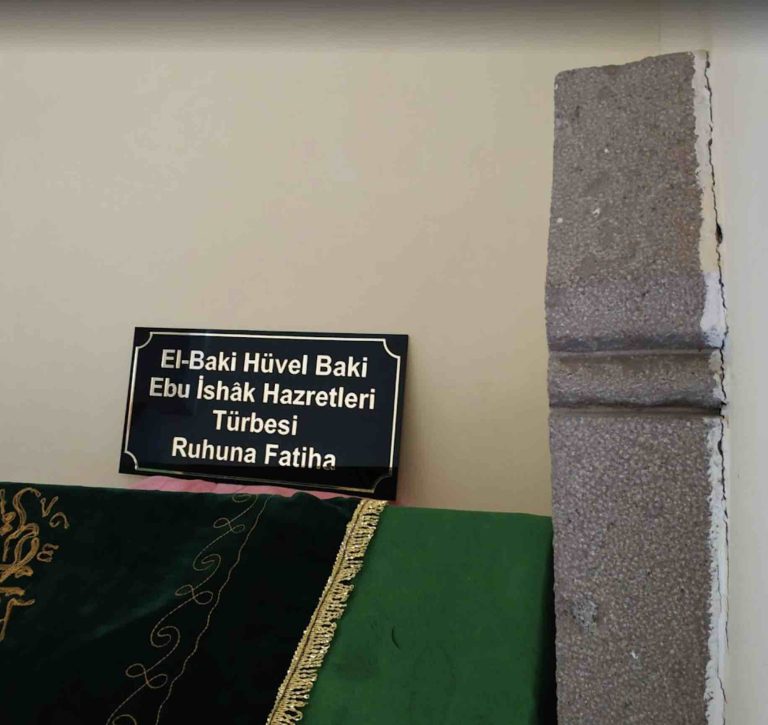 El-Baki Hüvel Baki
Ebu İshâk Hazretleri
Türbesi
Ruhuna Fatiha